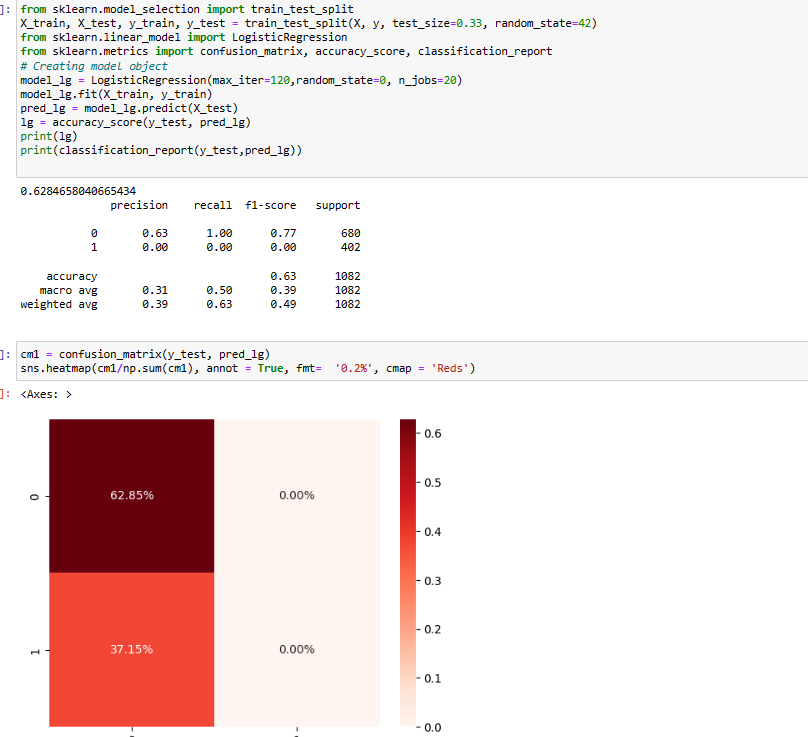 ]: from sklearn.model_selection import train_test_split
X_train, X_test, y_train, y_test = train_test_split(X, y, test_size=0.33, random_state=42)
from sklearn.linear_model import LogisticRegression
from sklearn.metrics import confusion_matrix, accuracy_score, classification_report
# Creating model object
model_lg = LogisticRegression(max_iter=120,random_state=0, n_jobs=20)
model_lg.fit(X_train, y_train)
pred_lg = model_lg.predict(X_test)
lg = accuracy_score(y_test, pred_lg)
print(lg)
print(classification_report(y_test,pred_lg))
0.6284658040665434
precision recall f1-score support
0 0.63 1.00 0.77 680
1 0.00 0.00 0.00 402
accuracy 0.63 1082
macro avg 0.31 0.50 0.39 1082
weighted avg 0.39 0.63 0.49 1082
]: cm1 = confusion_matrix(y_test, pred_lg)
sns.heatmap(cm1/np.sum(cm1), annot = True, fmt= '0.2%', cmap = 'Reds')
]: <Axes: >
0.6
0 62.85% 0.00%
0.5
0.4
0.3
0.2
1 37.15% 0.00%
0.1
0.0